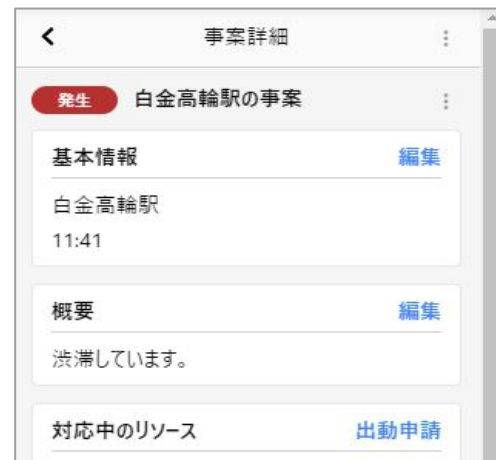 事案詳細
発生 白金高輪駅の事案
基本情報 編集
白金高輪駅
11:41
概要 編集
渋滞しています。
対応中のリソース 出動申請